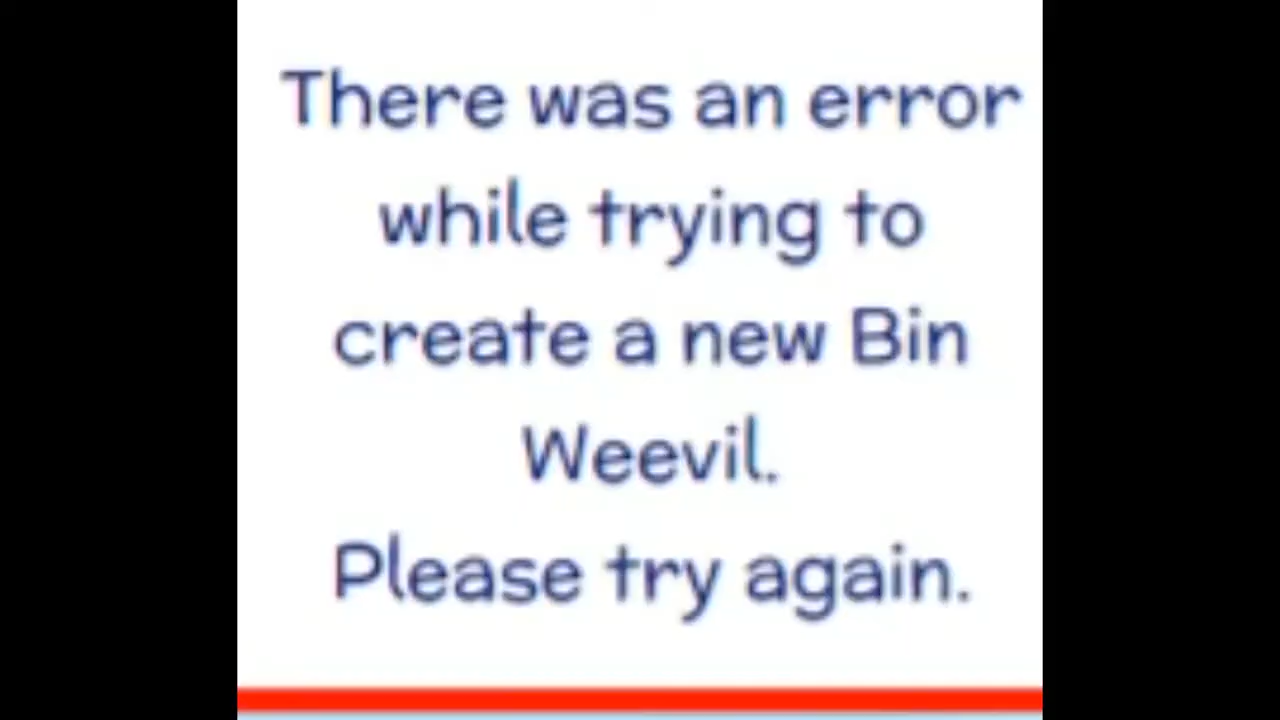 There was an error
while trying to
create a new Bin
Weevil.
Please try again.